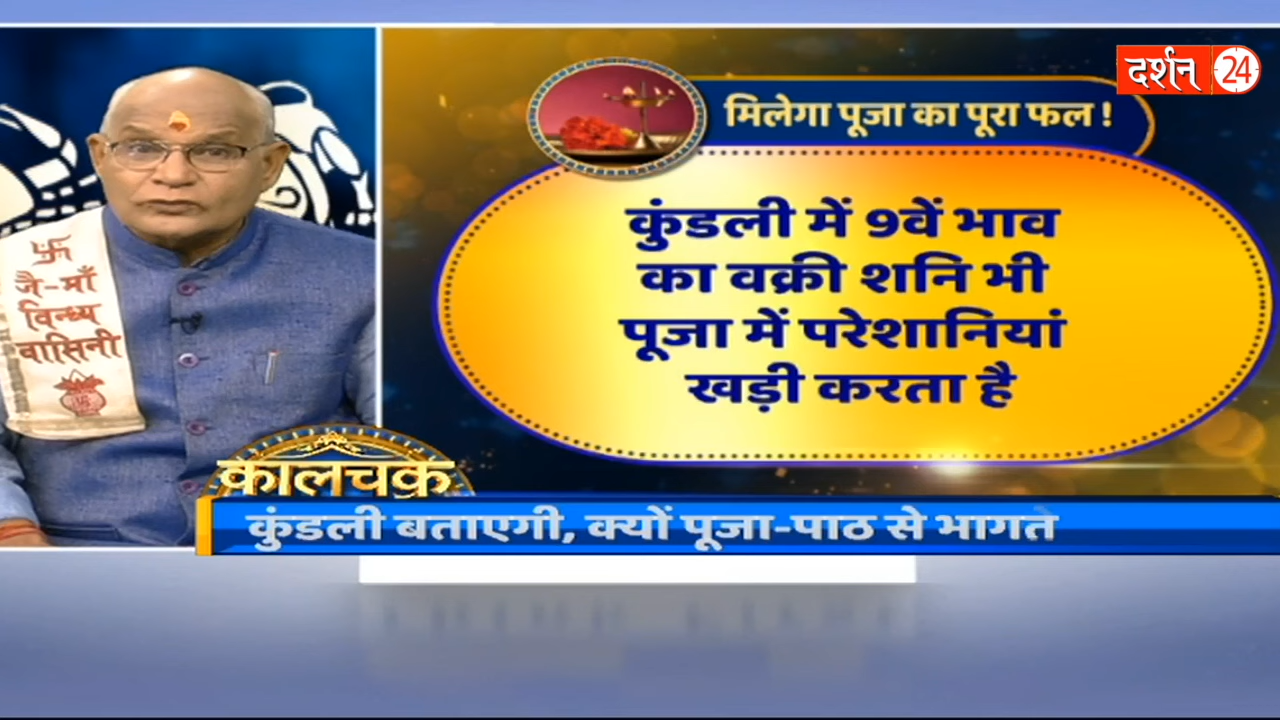 दर्शन 24
मिलेगा पूजा का पूरा फल !
कुंडली में 9वें भाव
का वक्री शनि भी
पूजा में परेशानियां
खड़ी करता है
जै-माँ
विन्ध्य
वासिनी
कालचक्र
कुंडली बताएगी, क्यों पूजा-पाठ से भागते